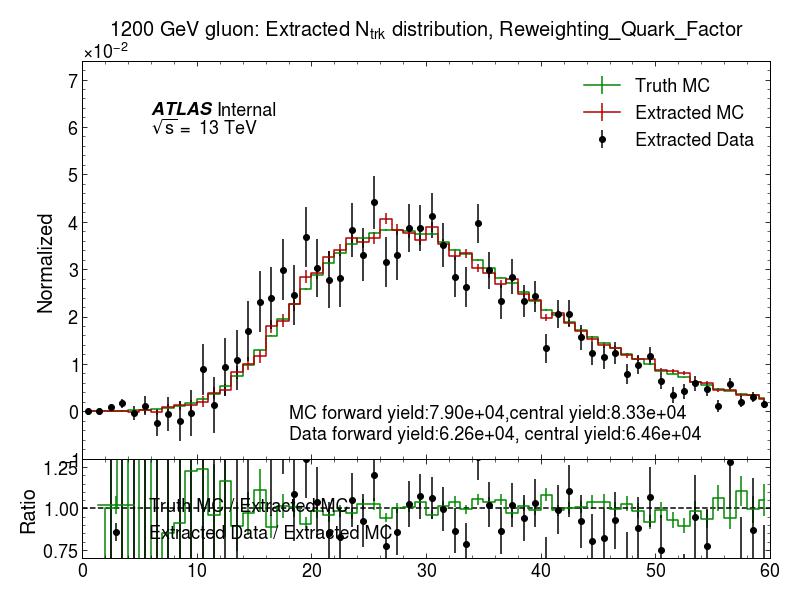 1200 GeV gluon: Extracted N_trk distribution, Reweighting_Quark_Factor
×10⁻²
7
6
5
4
3
2
1
0
1
Normalized
ATLAS Internal
√s = 13 TeV
Truth MC
Extracted MC
Extracted Data
MC forward yield:7.90e+04,central yield:8.33e+04
Data forward yield:6.26e+04, central yield:6.46e+04
Ratio
1.25
1.00
0.75
Truth MC / Extracted MC
Extracted Data / Extracted MC
0 10 20 30 40 50 60